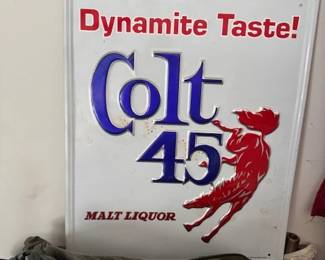 Dynamite Taste!
Colt
45
MALT LIQUOR